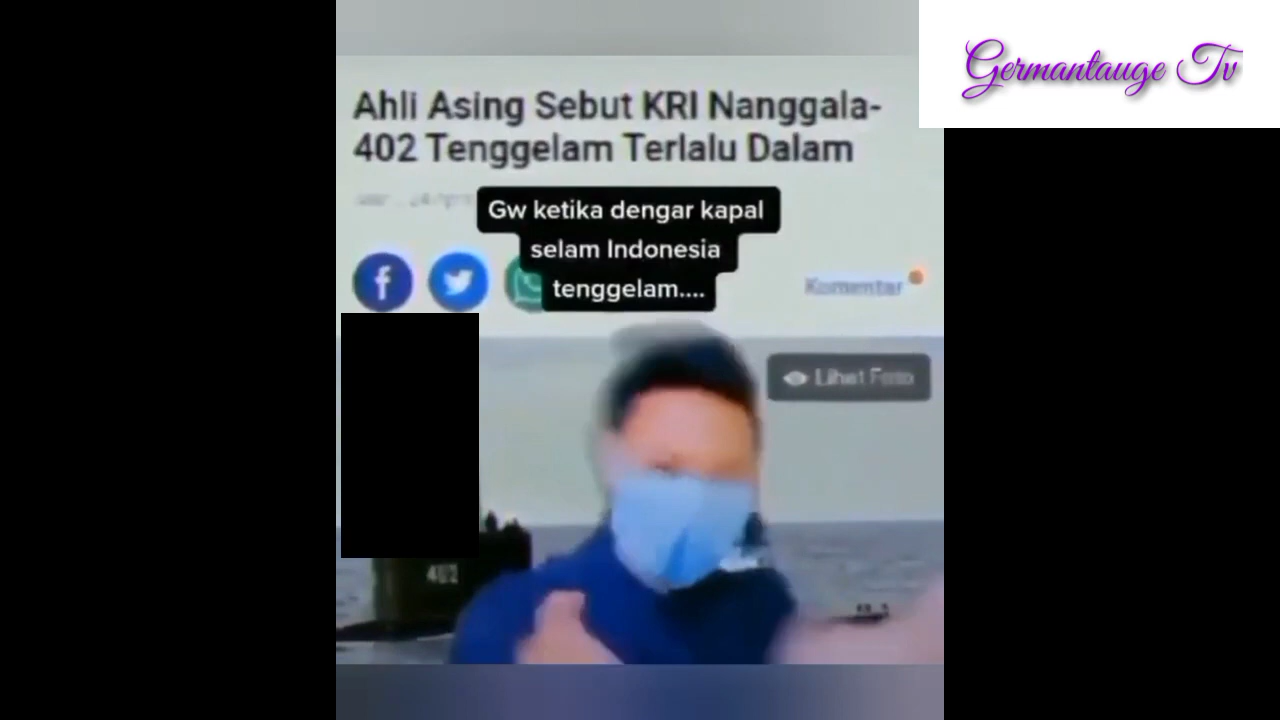 Germantauge Tv
Ahli Asing Sebut KRI Nanggala-
402 Tenggelam Terlalu Dalam
Gw ketika dengar kapal
selam Indonesia
tenggelam....
Komentar
Lihat Foto
402